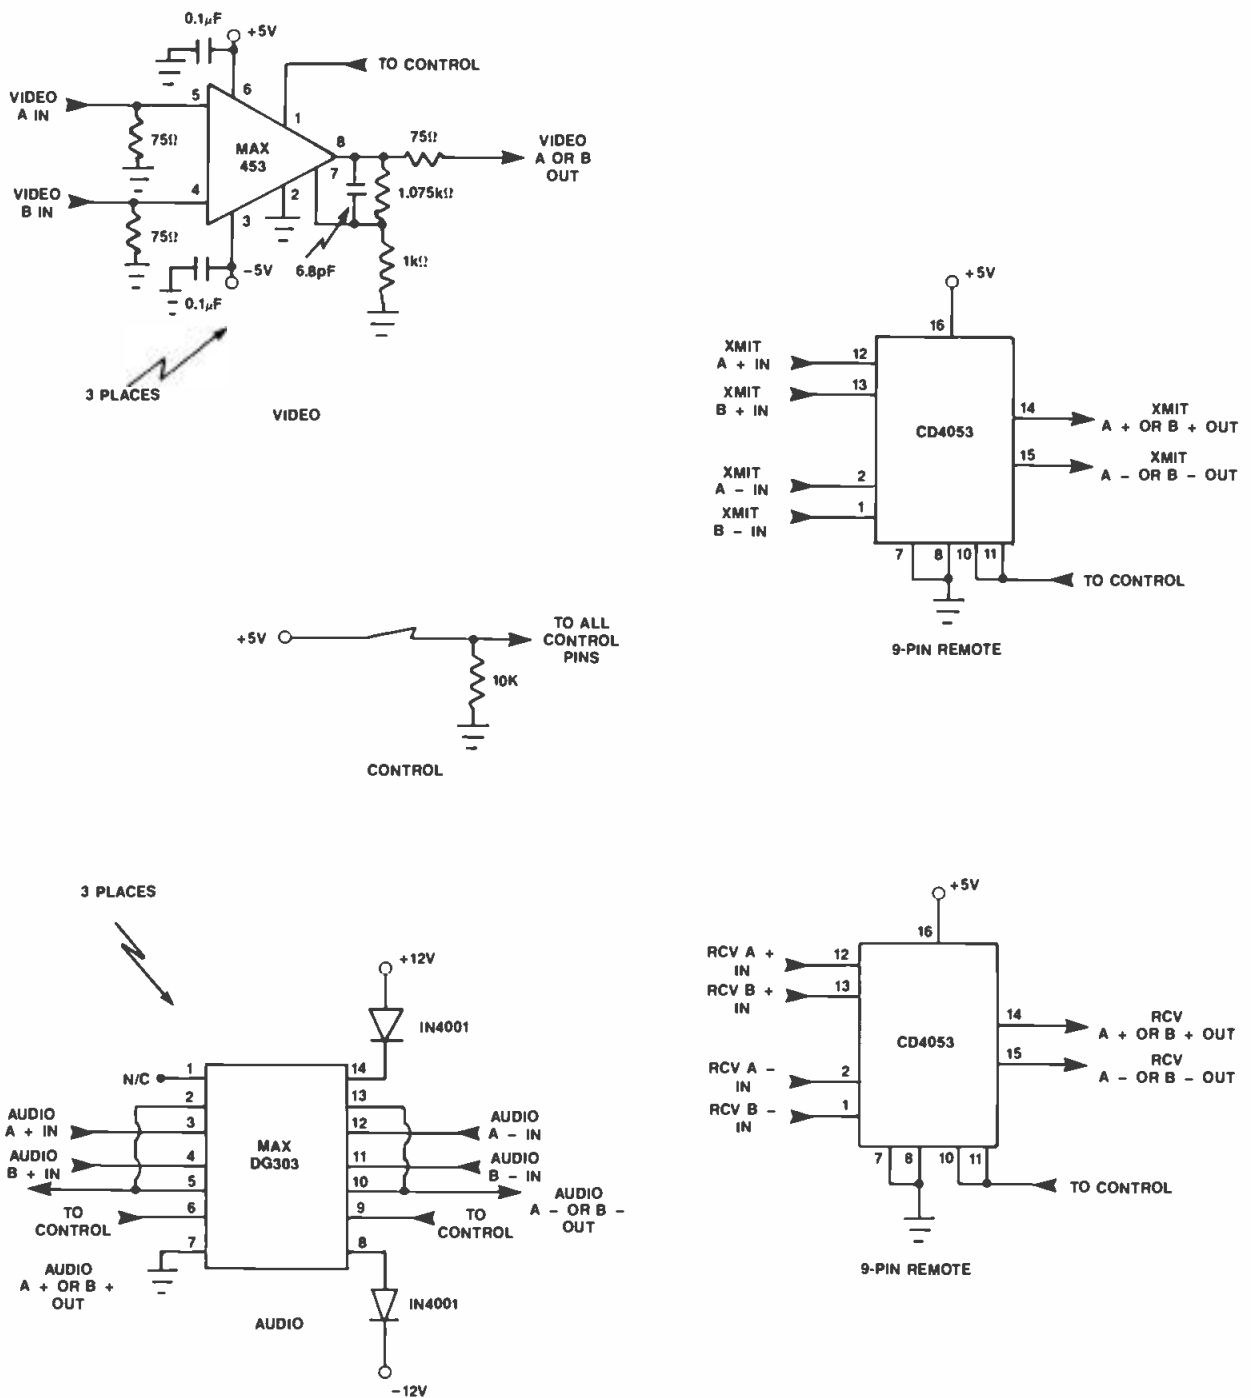 0.1µF
+5V
TO CONTROL
VIDEO
A IN
5
6
1
75Ω
MAX
453
8
75Ω
VIDEO
A OR B
OUT
7
1.075kΩ
VIDEO
B IN
4
2
3
75Ω
6.8pF
1kΩ
-5V
0.1µF
3 PLACES
VIDEO
+5V
16
XMIT
A + IN
12
XMIT
B + IN
13
CD4053
14
XMIT
A + OR B + OUT
15
XMIT
A - OR B - OUT
XMIT
A - IN
2
XMIT
B - IN
1
7
8
10
11
TO CONTROL
9-PIN REMOTE
+5V
TO ALL
CONTROL
PINS
10K
CONTROL
3 PLACES
+12V
IN4001
N/C
1
14
2
13
AUDIO
A + IN
3
12
AUDIO
A - IN
MAX
DG303
AUDIO
B + IN
4
11
AUDIO
B - IN
5
10
AUDIO
A - OR B -
OUT
TO
CONTROL
6
9
TO
CONTROL
7
8
AUDIO
A + OR B +
OUT
IN4001
AUDIO
-12V
+5V
16
RCV A +
IN
12
RCV B +
IN
13
CD4053
14
RCV
A + OR B + OUT
15
RCV
A - OR B - OUT
RCV A -
IN
2
RCV B -
IN
1
7
8
10
11
TO CONTROL
9-PIN REMOTE